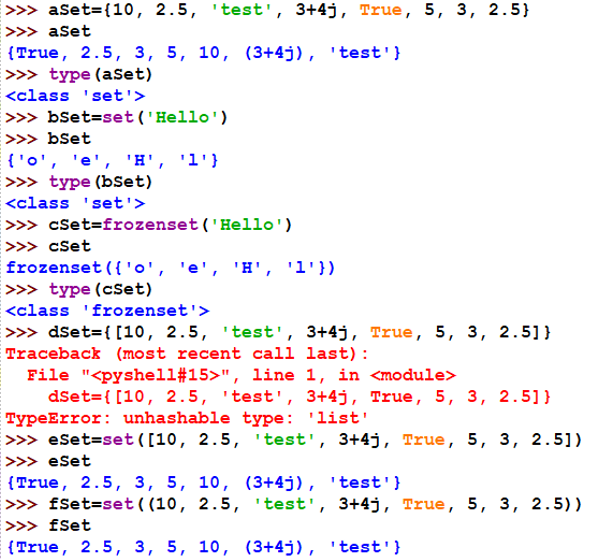 >>> aSet={10, 2.5, 'test', 3+4j, True, 5, 3, 2.5}
>>> aSet
{True, 2.5, 3, 5, 10, (3+4j), 'test'}
>>> type(aSet)
<class 'set'>
>>> bSet=set('Hello')
>>> bSet
{'o', 'e', 'H', 'l'}
>>> type(bSet)
<class 'set'>
>>> cSet=frozenset('Hello')
>>> cSet
frozenset({'o', 'e', 'H', 'l'})
>>> type(cSet)
<class 'frozenset'>
>>> dSet={[10, 2.5, 'test', 3+4j, True, 5, 3, 2.5]}
Traceback (most recent call last):
  File "<pyshell#15>", line 1, in <module>
    dSet={[10, 2.5, 'test', 3+4j, True, 5, 3, 2.5]}
TypeError: unhashable type: 'list'
>>> eSet=set([10, 2.5, 'test', 3+4j, True, 5, 3, 2.5])
>>> eSet
{True, 2.5, 3, 5, 10, (3+4j), 'test'}
>>> fSet=set((10, 2.5, 'test', 3+4j, True, 5, 3, 2.5))
>>> fSet
{True, 2.5, 3, 5, 10, (3+4j), 'test'}